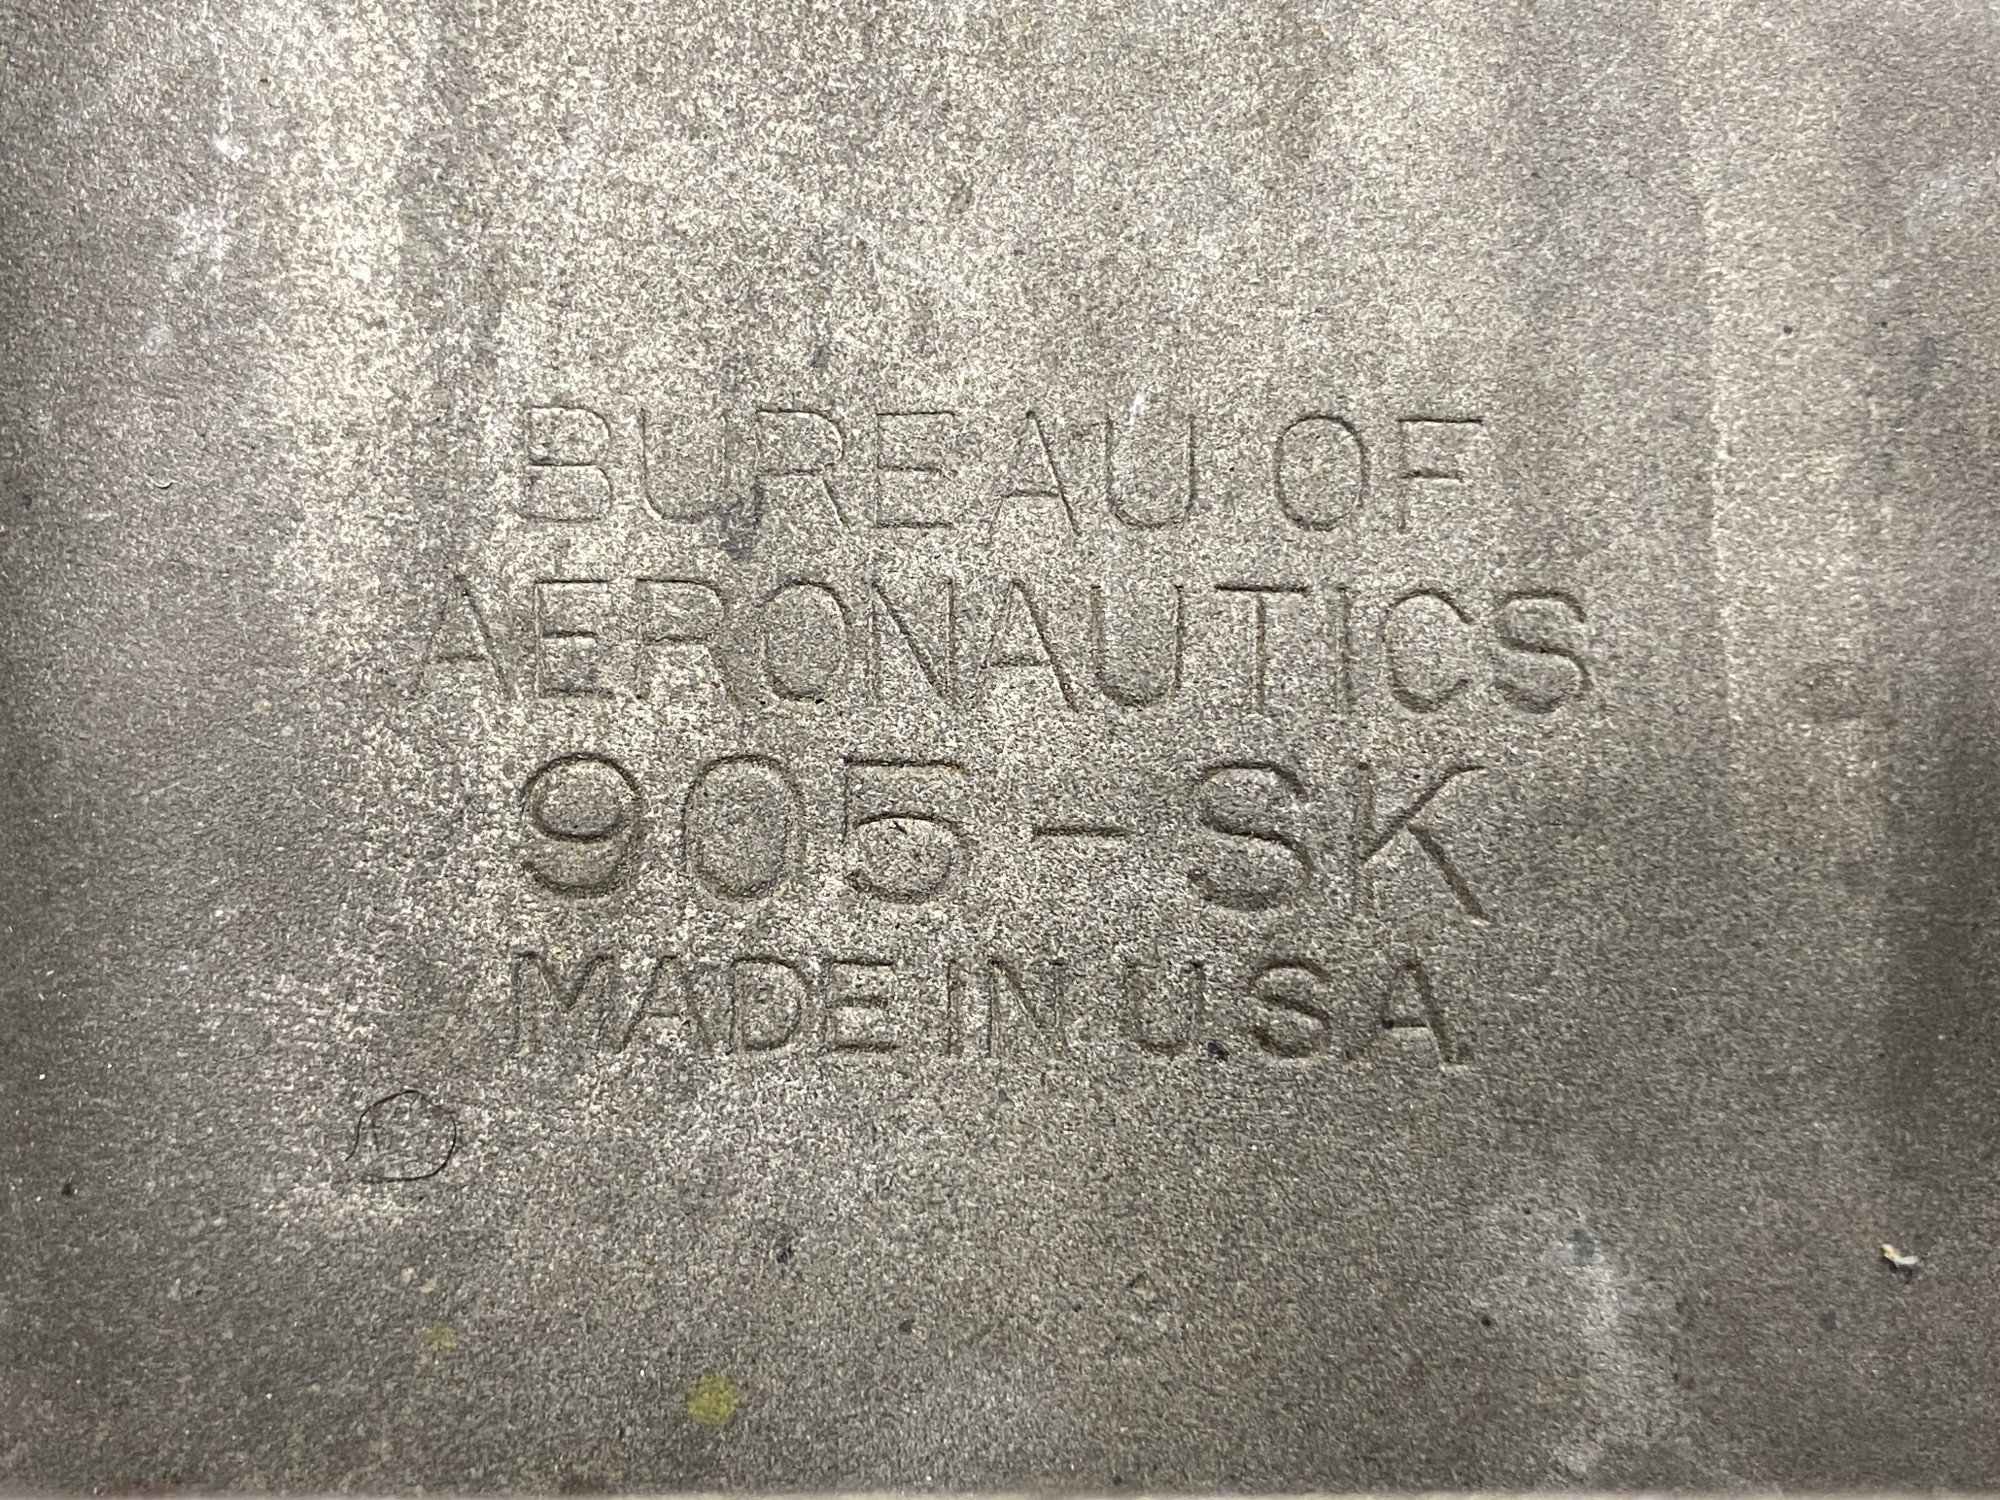 BUREAU OF
AERONAUTICS
905-SK
MADE IN U.S.A.